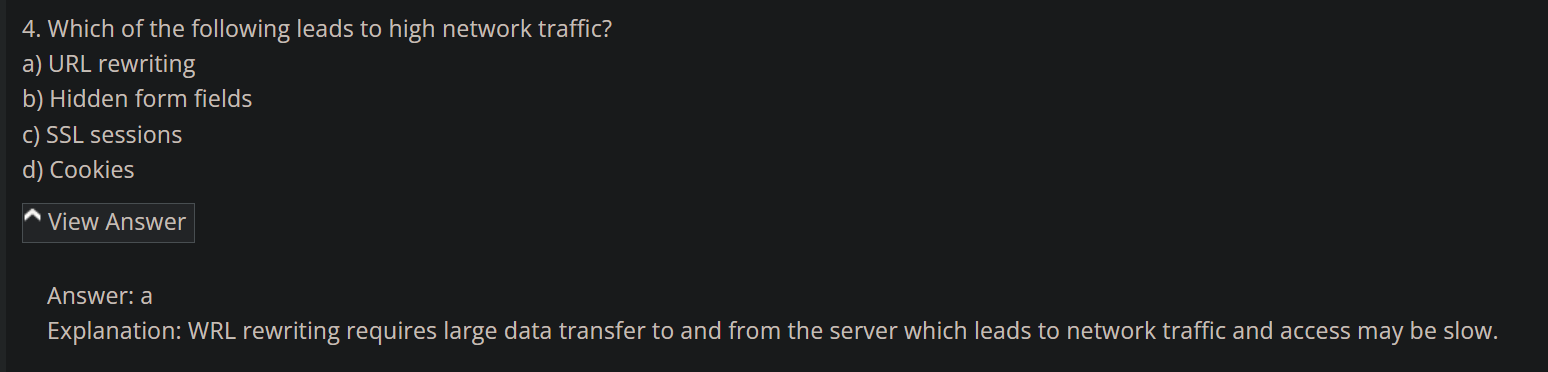 4. Which of the following leads to high network traffic?
a) URL rewriting
b) Hidden form fields
c) SSL sessions
d) Cookies
View Answer
Answer: a
Explanation: WRL rewriting requires large data transfer to and from the server which leads to network traffic and access may be slow.